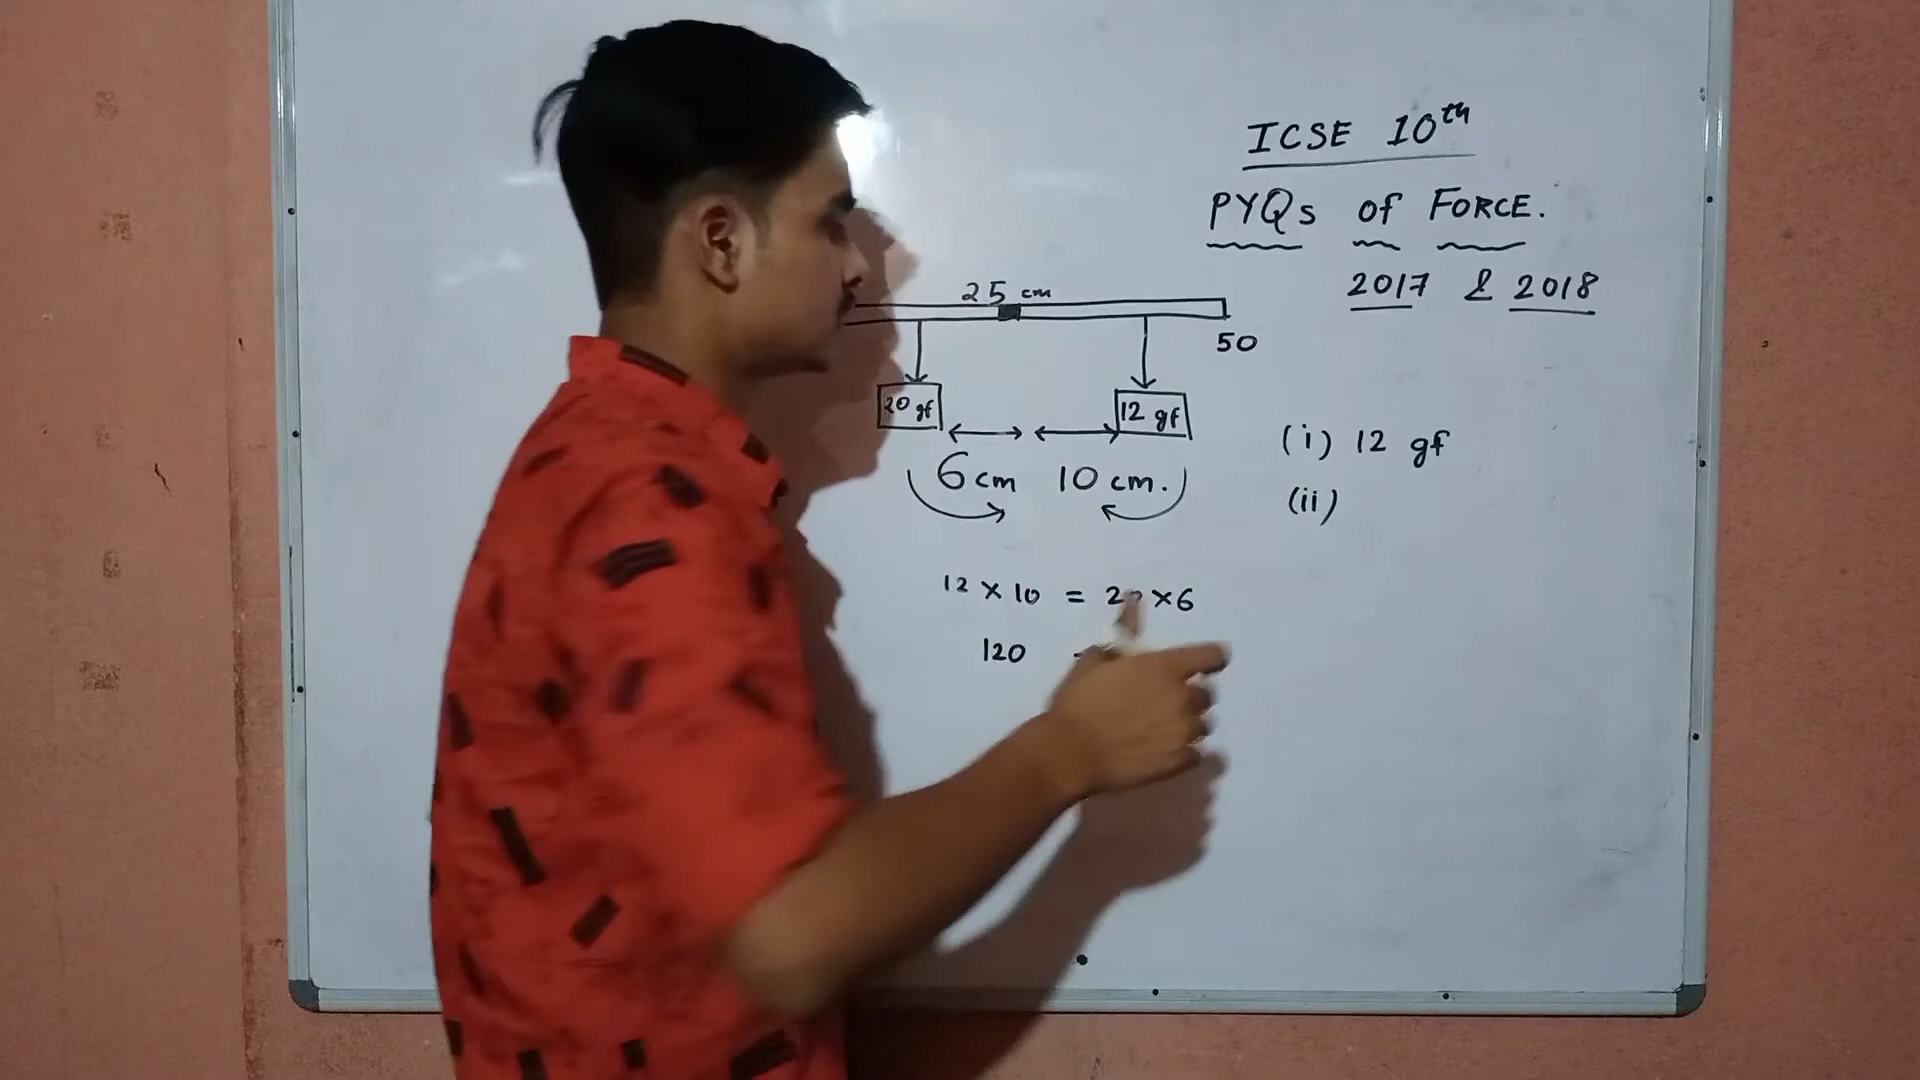 ICSE 10th
PYQs of FORCE.
2017 & 2018
25 cm
50
20 gf
12 gf
6 cm 10 cm.
(i) 12 gf
(ii)
12 × 10 = 20 × 6
120